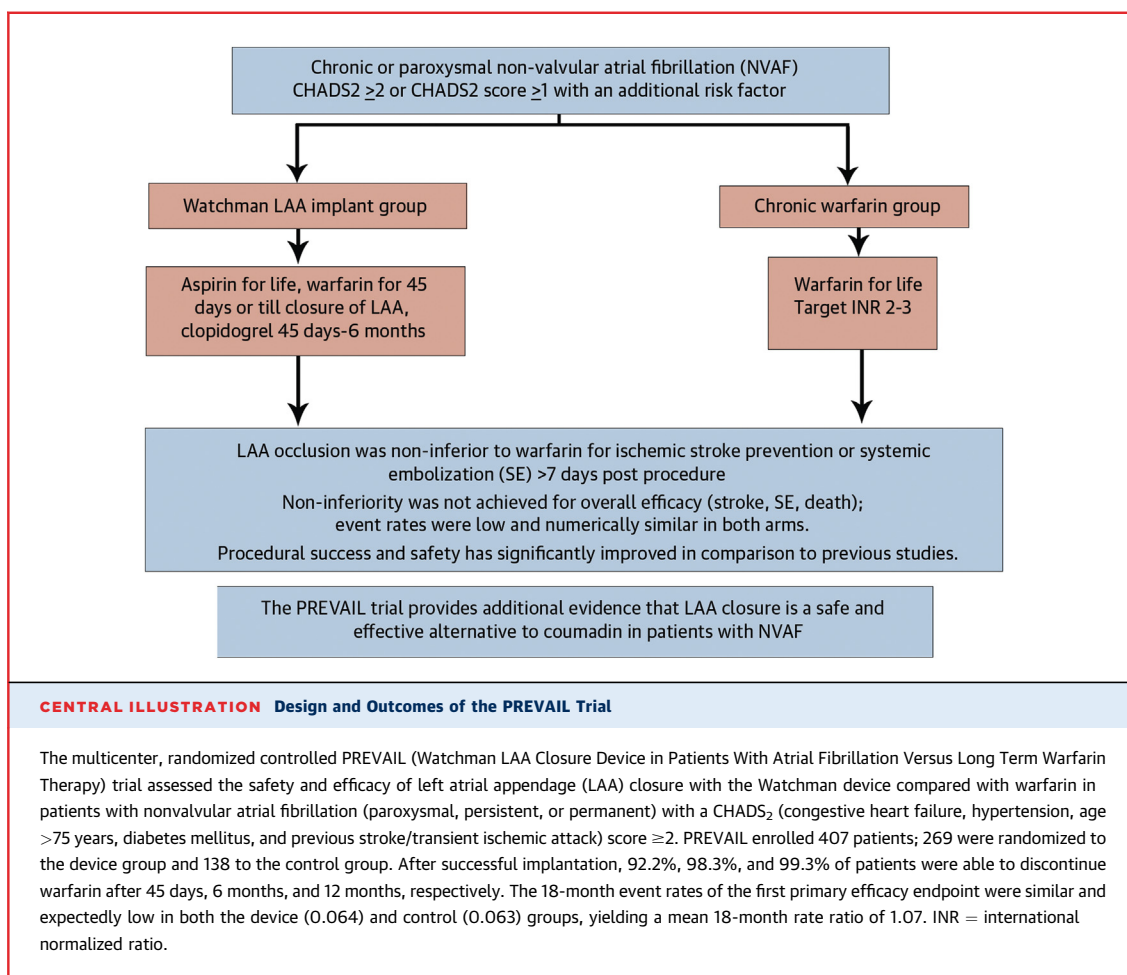 Chronic or paroxysmal non-valvular atrial fibrillation (NVAF)
CHADS2 ≥2 or CHADS2 score ≥1 with an additional risk factor
Watchman LAA implant group
Chronic warfarin group
Aspirin for life, warfarin for 45
days or till closure of LAA,
clopidogrel 45 days-6 months
Warfarin for life
Target INR 2-3
LAA occlusion was non-inferior to warfarin for ischemic stroke prevention or systemic
embolization (SE) >7 days post procedure
Non-inferiority was not achieved for overall efficacy (stroke, SE, death);
event rates were low and numerically similar in both arms.
Procedural success and safety has significantly improved in comparison to previous studies.
The PREVAIL trial provides additional evidence that LAA closure is a safe and
effective alternative to coumadin in patients with NVAF
CENTRAL ILLUSTRATION Design and Outcomes of the PREVAIL Trial
The multicenter, randomized controlled PREVAIL (Watchman LAA Closure Device in Patients With Atrial Fibrillation Versus Long Term Warfarin
Therapy) trial assessed the safety and efficacy of left atrial appendage (LAA) closure with the Watchman device compared with warfarin in
patients with nonvalvular atrial fibrillation (paroxysmal, persistent, or permanent) with a CHADS₂ (congestive heart failure, hypertension, age
>75 years, diabetes mellitus, and previous stroke/transient ischemic attack) score ≥2. PREVAIL enrolled 407 patients; 269 were randomized to
the device group and 138 to the control group. After successful implantation, 92.2%, 98.3%, and 99.3% of patients were able to discontinue
warfarin after 45 days, 6 months, and 12 months, respectively. The 18-month event rates of the first primary efficacy endpoint were similar and
expectedly low in both the device (0.064) and control (0.063) groups, yielding a mean 18-month rate ratio of 1.07. INR = international
normalized ratio.